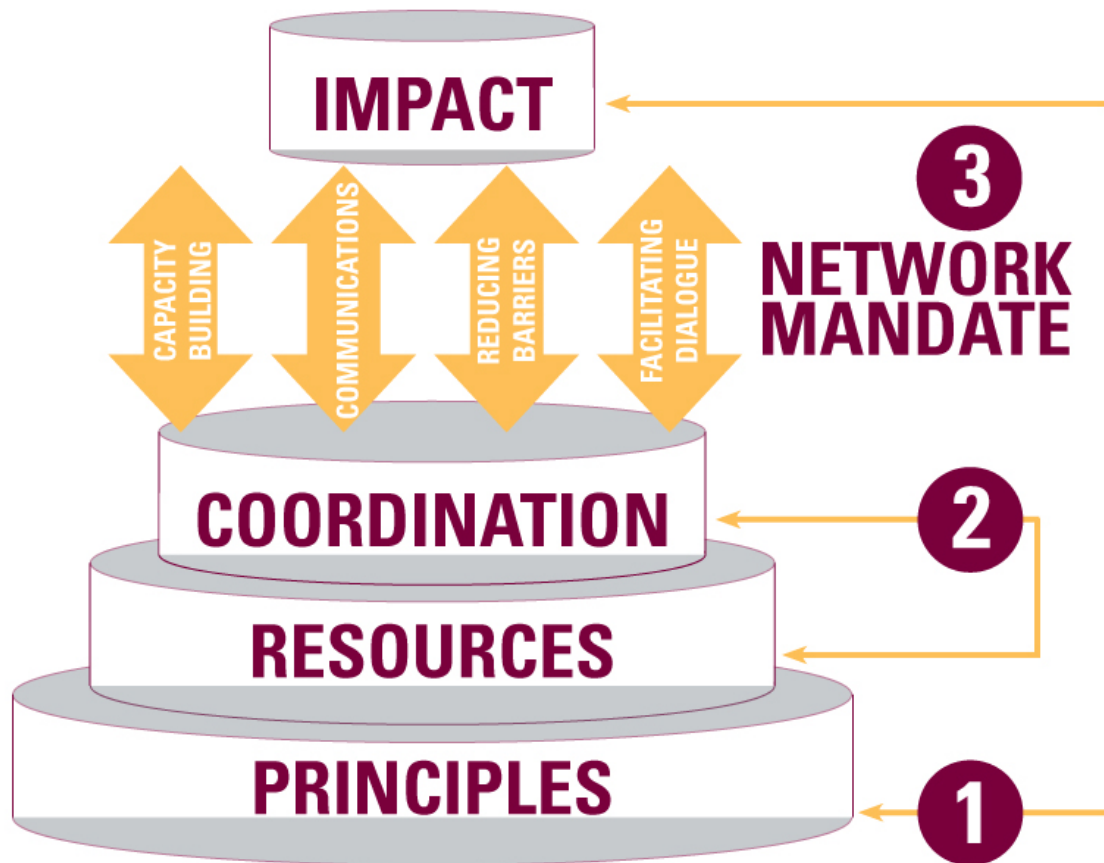 IMPACT
3
NETWORK
MANDATE
CAPACITY
BUILDING
COMMUNICATIONS
REDUCING
BARRIERS
FACILITATING
DIALOGUE
COORDINATION
2
RESOURCES
PRINCIPLES
1